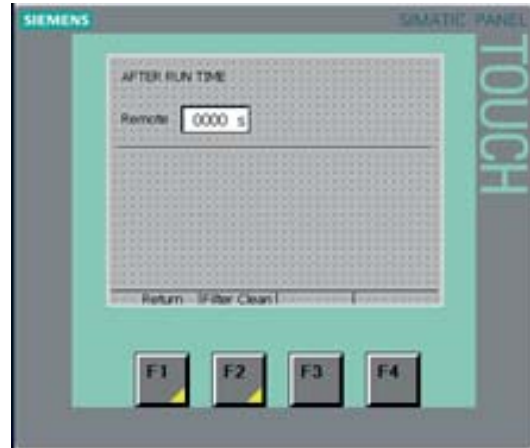 SIEMENS
SIMATIC PANEL
TOUCH
AFTER RUN TIME
Remote 0000 s
Return Filter Clean
F1 F2 F3 F4